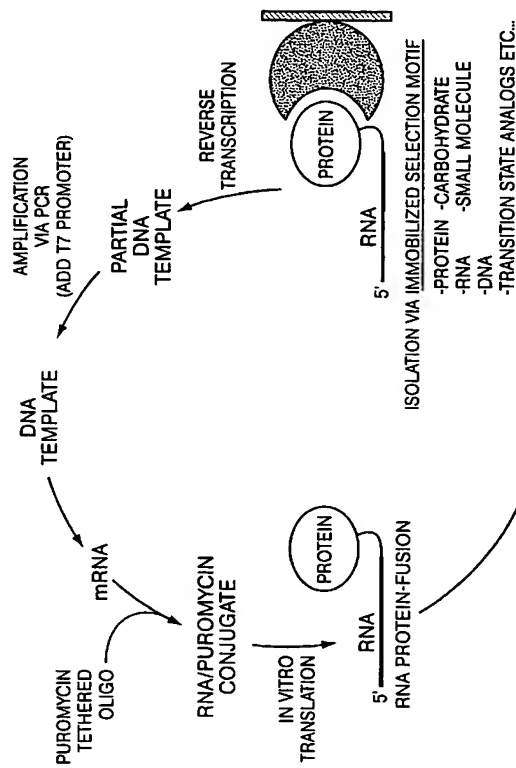 PUROMYCIN
TETHERED
OLIGO
mRNA
DNA
TEMPLATE
AMPLIFICATION
VIA PCR
(ADD T7 PROMOTER)
PARTIAL
DNA
TEMPLATE
REVERSE
TRANSCRIPTION
RNA/PUROMYCIN
CONJUGATE
IN VITRO
TRANSLATION
PROTEIN
RNA
5'
RNA PROTEIN-FUSION
PROTEIN
RNA
5'
ISOLATION VIA IMMOBILIZED SELECTION MOTIF
-PROTEIN -CARBOHYDRATE
-RNA -SMALL MOLECULE
-DNA
-TRANSITION STATE ANALOGS ETC...